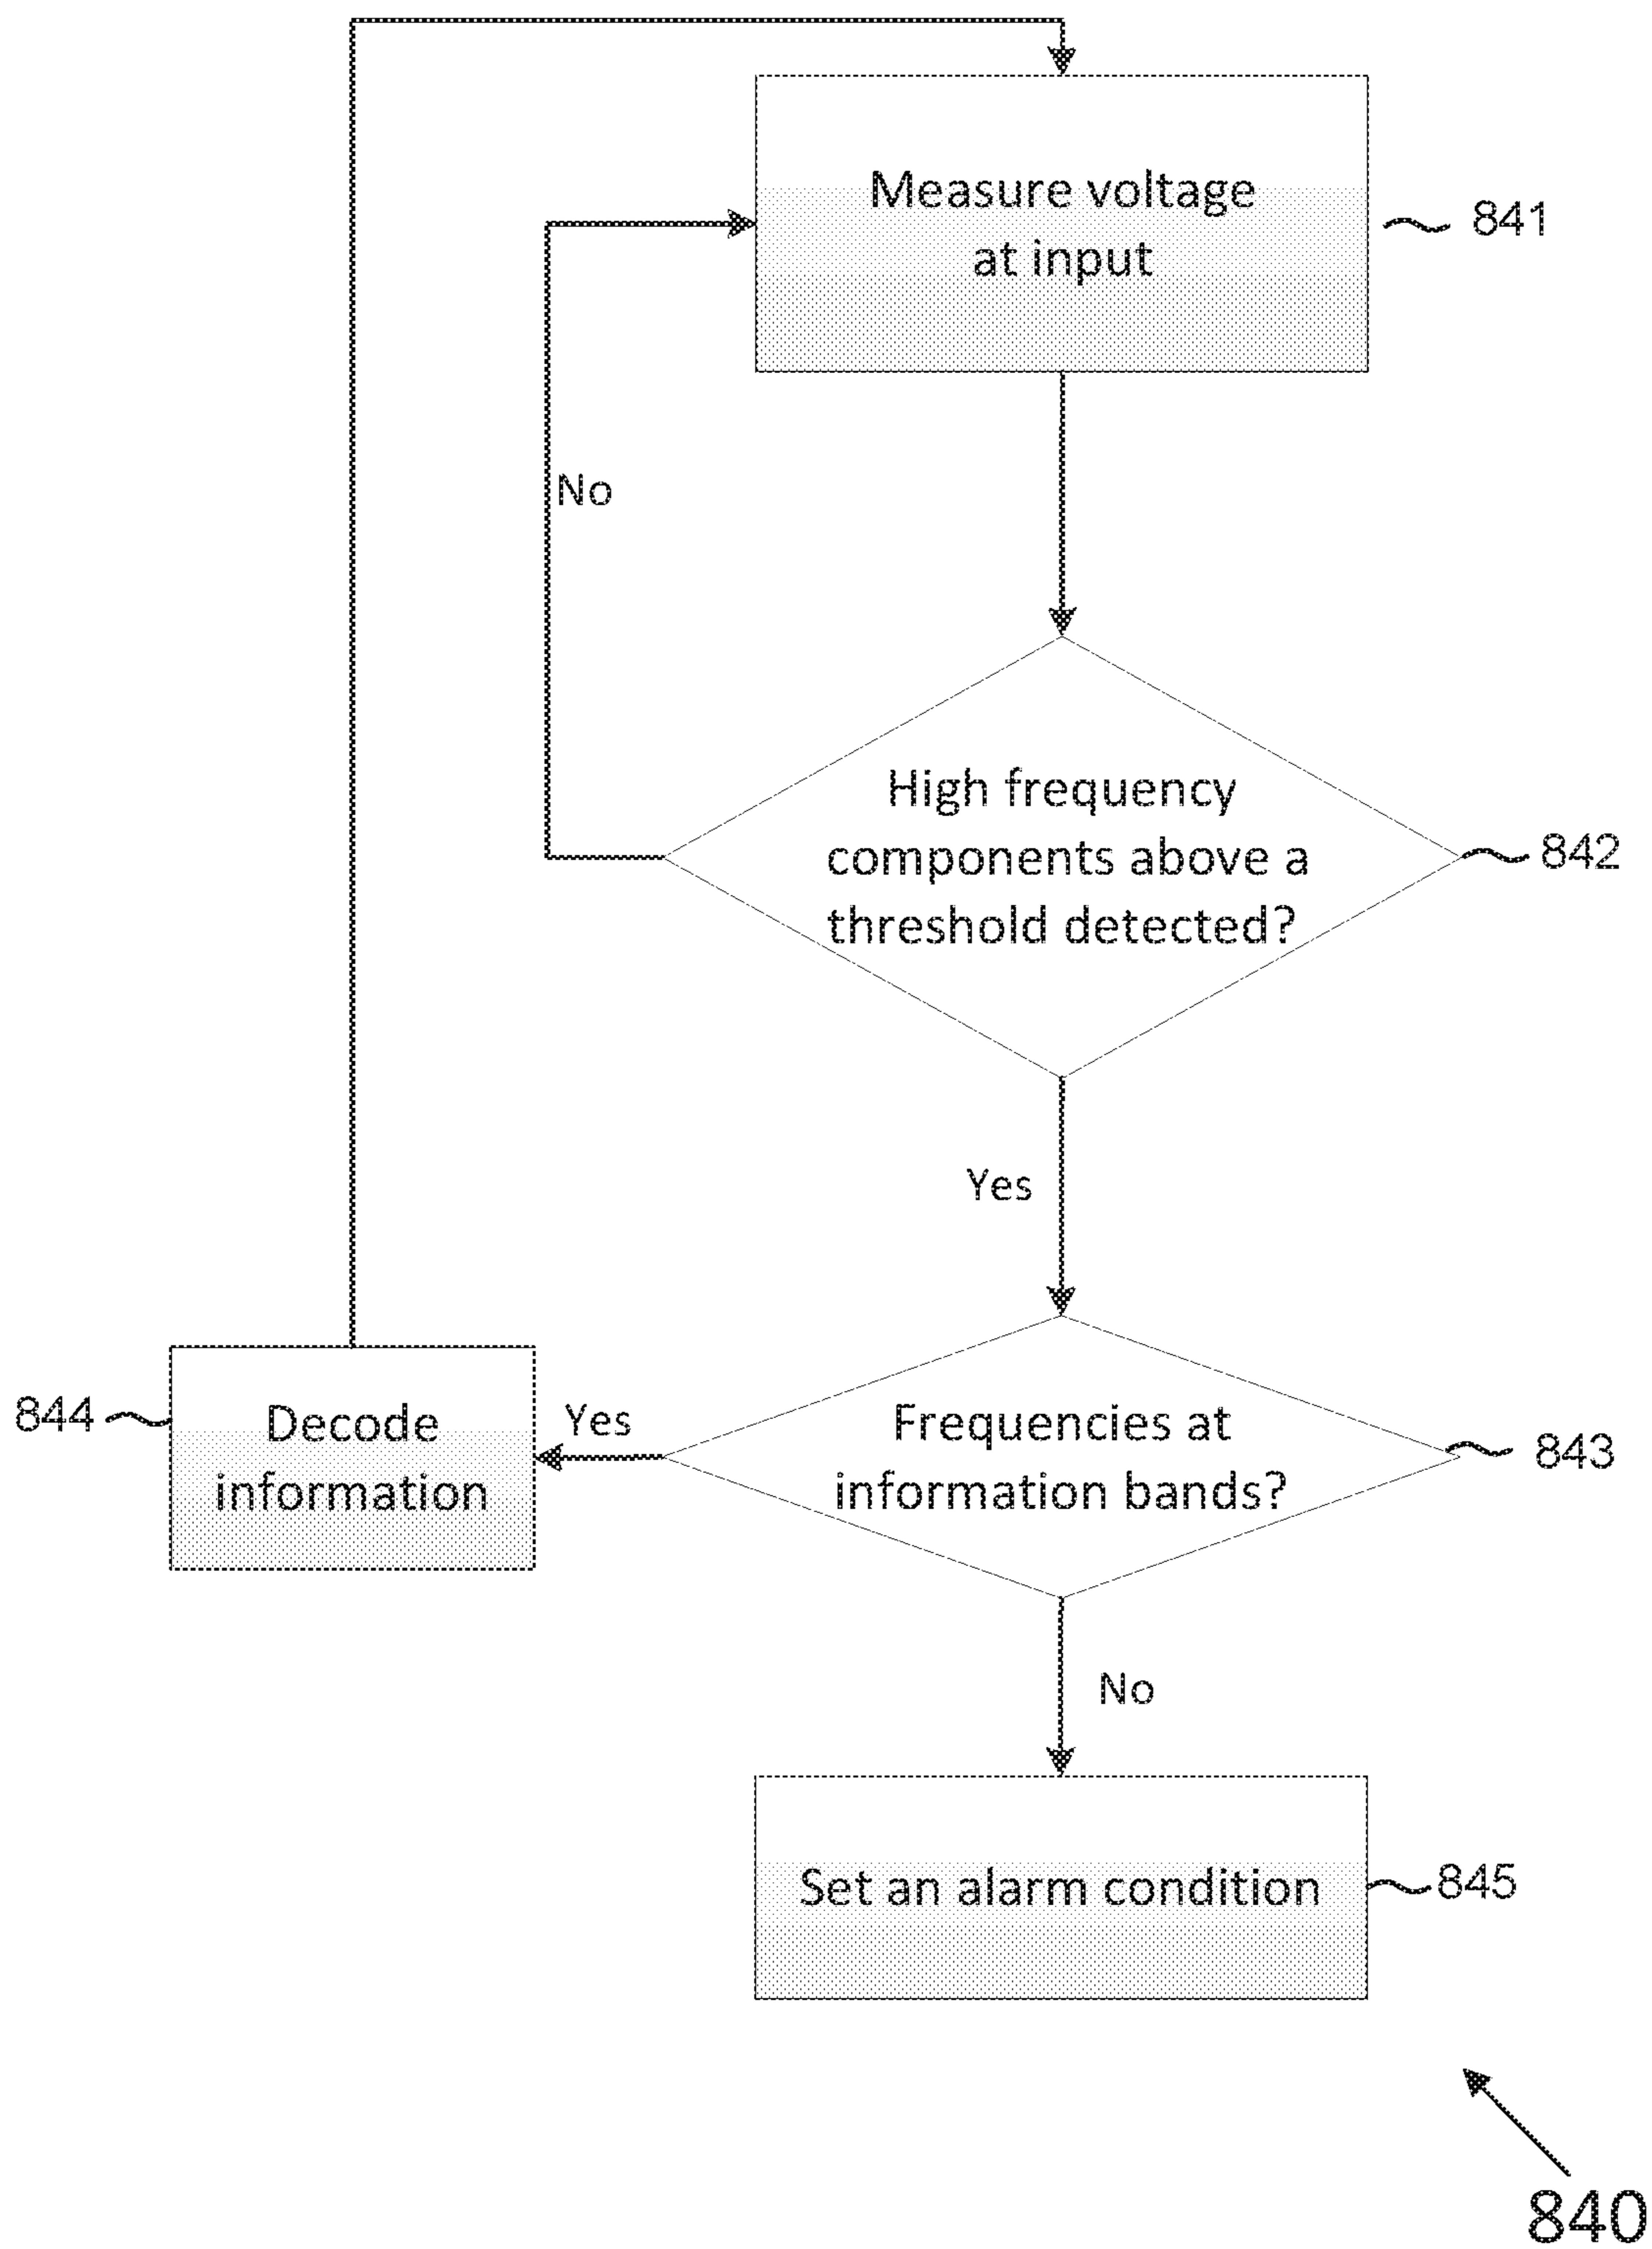 Measure voltage
at input
841
No
High frequency
components above a
threshold detected?
842
Yes
844
Decode
information
Yes
Frequencies at
information bands?
843
No
Set an alarm condition
845
840